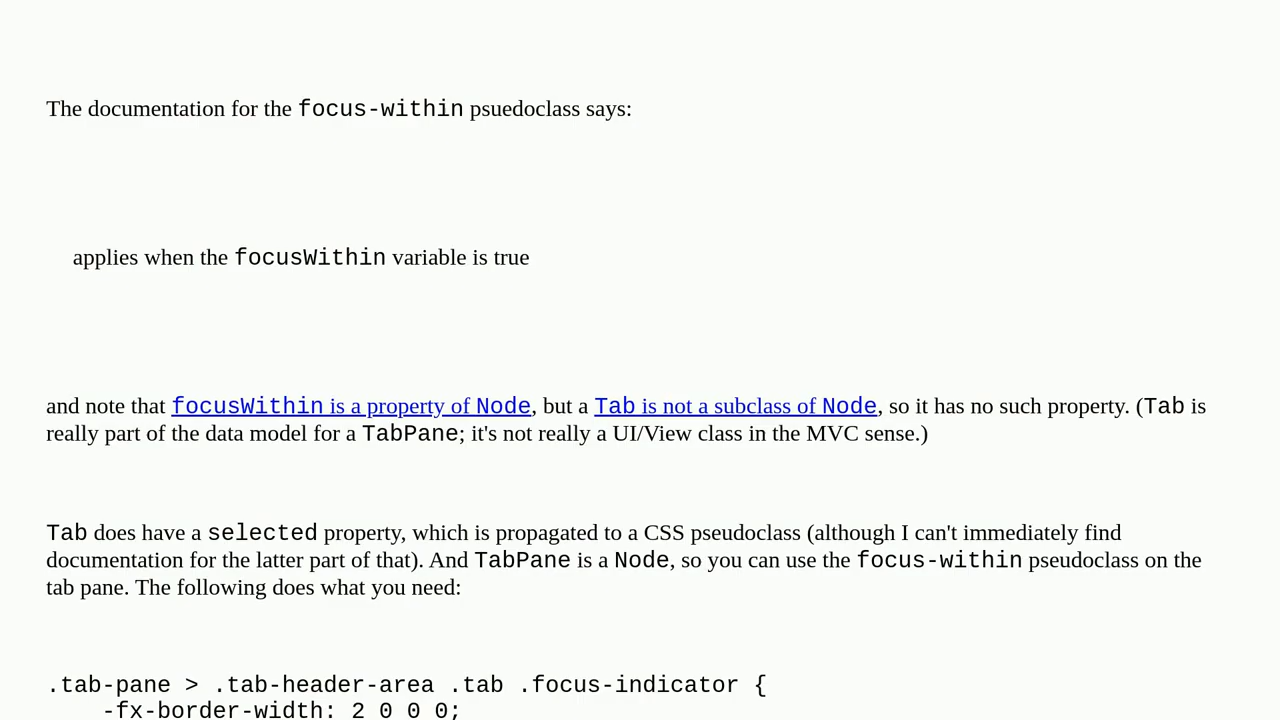 The documentation for the focus-within psuedoclass says:
applies when the focusWithin variable is true
and note that focusWithin is a property of Node, but a Tab is not a subclass of Node, so it has no such property. (Tab is
really part of the data model for a TabPane; it's not really a UI/View class in the MVC sense.)
Tab does have a selected property, which is propagated to a CSS pseudoclass (although I can't immediately find
documentation for the latter part of that). And TabPane is a Node, so you can use the focus-within pseudoclass on the
tab pane. The following does what you need:
.tab-pane > .tab-header-area .tab .focus-indicator {
    -fx-border-width: 2 0 0 0;